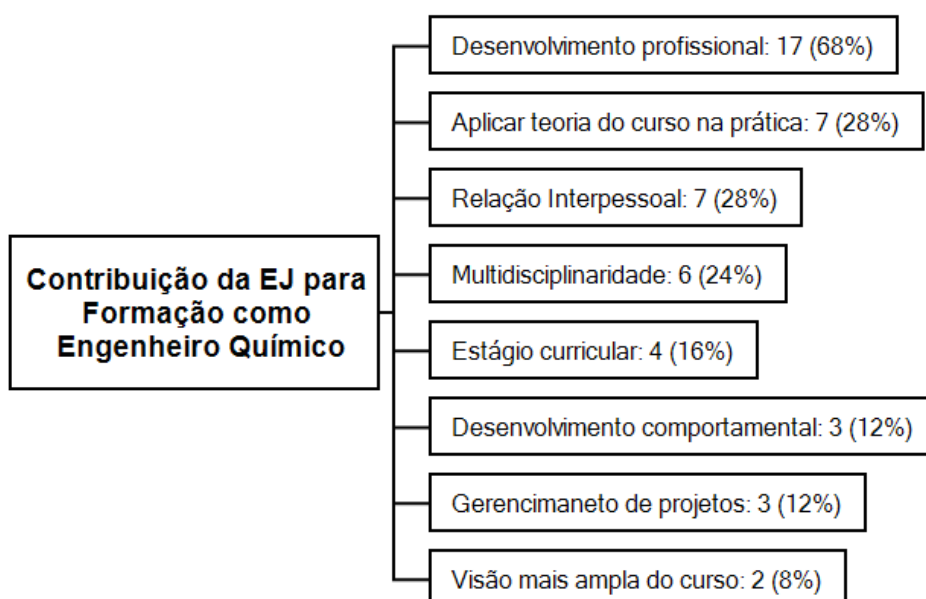 Desenvolvimento profissional: 17 (68%)
Aplicar teoria do curso na prática: 7 (28%)
Relação Interpessoal: 7 (28%)
Contribuição da EJ para
Formação como
Engenheiro Químico
Multidisciplinaridade: 6 (24%)
Estágio curricular: 4 (16%)
Desenvolvimento comportamental: 3 (12%)
Gerencimaneto de projetos: 3 (12%)
Visão mais ampla do curso: 2 (8%)